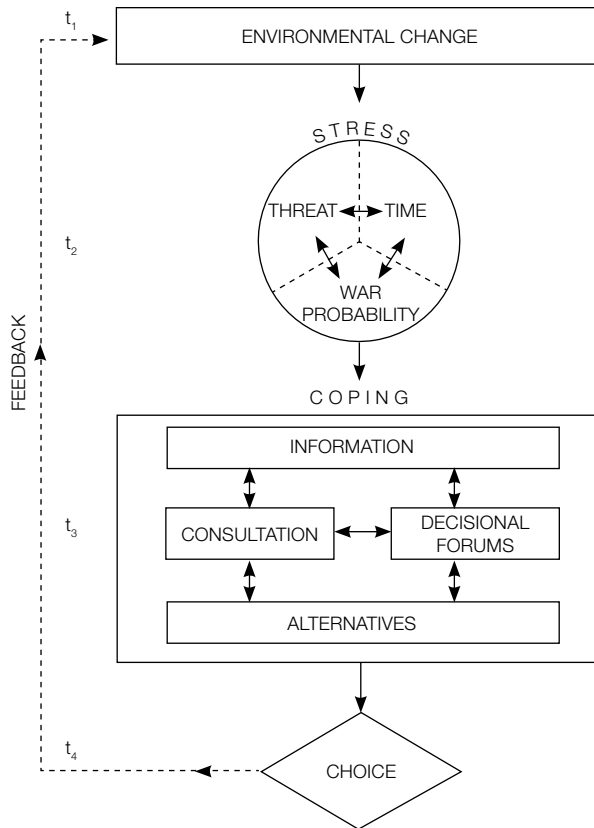 t₁
ENVIRONMENTAL CHANGE
STRESS
THREAT
TIME
t₂
WAR
PROBABILITY
FEEDBACK
COPING
INFORMATION
t₃
CONSULTATION
DECISIONAL
FORUMS
ALTERNATIVES
t₄
CHOICE